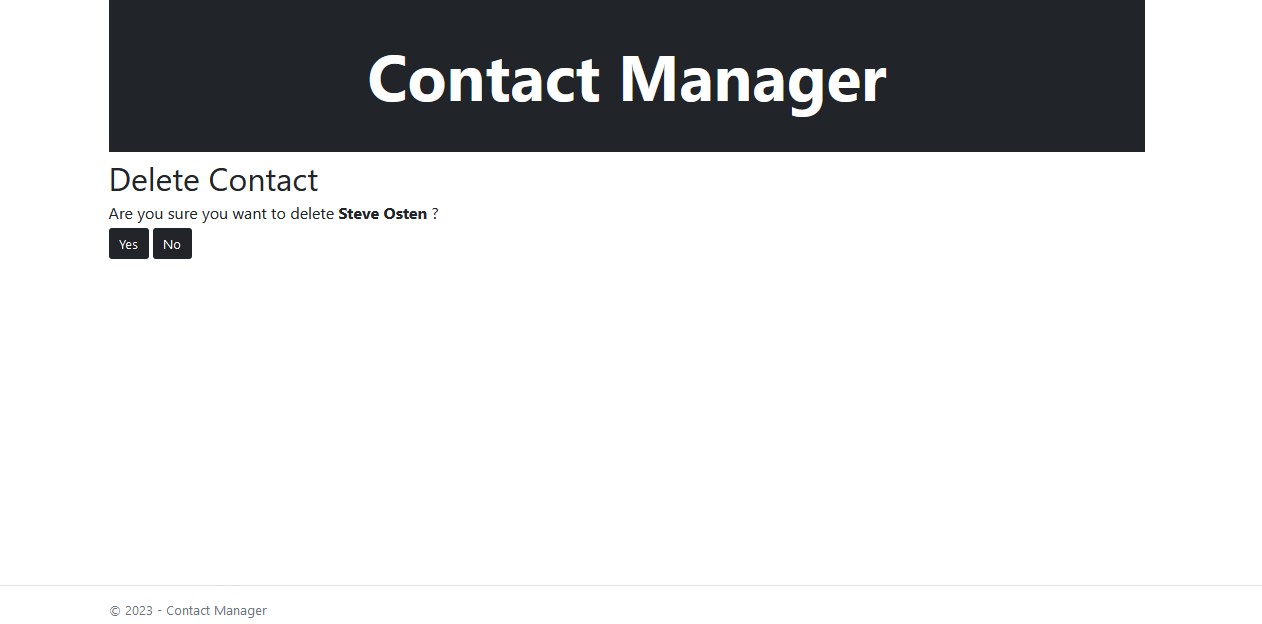 Contact Manager
Delete Contact
Are you sure you want to delete Steve Osten ?
Yes No
© 2023 - Contact Manager